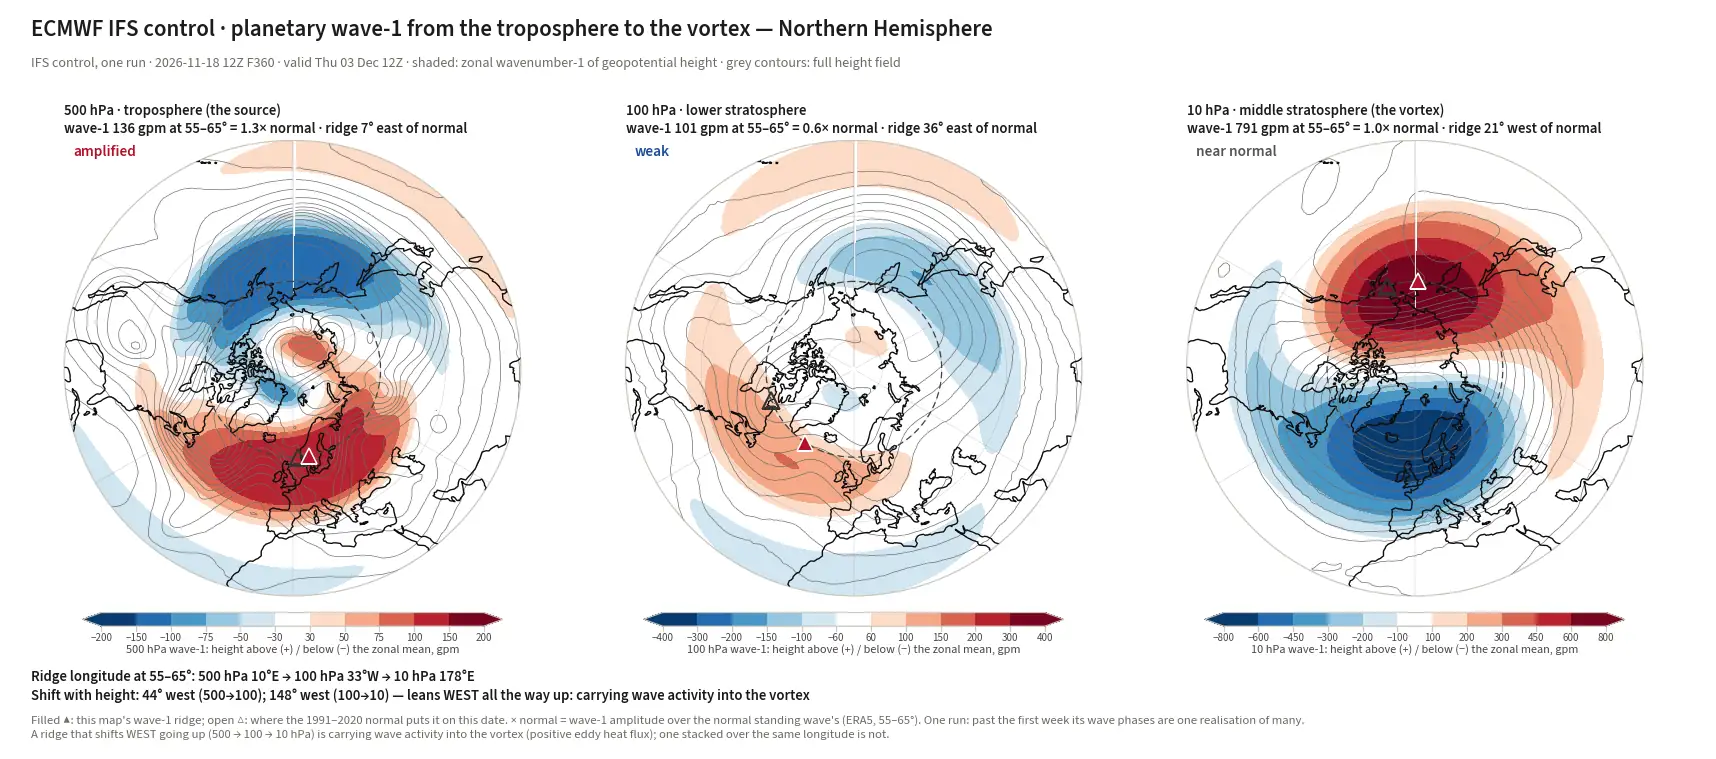 ECMWF IFS control · planetary wave-1 from the troposphere to the vortex — Northern Hemisphere
IFS control, one run · 2026-11-18 12Z F360 · valid Thu 03 Dec 12Z · shaded: zonal wavenumber-1 of geopotential height · grey contours: full height field
500 hPa · troposphere (the source)
wave-1 136 gpm at 55–65° = 1.3× normal · ridge 7° east of normal
amplified
100 hPa · lower stratosphere
wave-1 101 gpm at 55–65° = 0.6× normal · ridge 36° east of normal
weak
10 hPa · middle stratosphere (the vortex)
wave-1 791 gpm at 55–65° = 1.0× normal · ridge 21° west of normal
near normal
−200 −150 −100 −75 −50 −30 30 50 75 100 150 200
500 hPa wave-1: height above (+) / below (−) the zonal mean, gpm
−400 −300 −200 −150 −100 −60 60 100 150 200 300 400
100 hPa wave-1: height above (+) / below (−) the zonal mean, gpm
−800 −600 −450 −300 −200 −100 100 200 300 450 600 800
10 hPa wave-1: height above (+) / below (−) the zonal mean, gpm
Ridge longitude at 55–65°: 500 hPa 10°E → 100 hPa 33°W → 10 hPa 178°E
Shift with height: 44° west (500→100); 148° west (100→10) — leans WEST all the way up: carrying wave activity into the vortex
Filled ▲: this map's wave-1 ridge; open △: where the 1991–2020 normal puts it on this date. × normal = wave-1 amplitude over the normal standing wave's (ERA5, 55–65°). One run: past the first week its wave phases are one realisation of many.
A ridge that shifts WEST going up (500 → 100 → 10 hPa) is carrying wave activity into the vortex (positive eddy heat flux); one stacked over the same longitude is not.